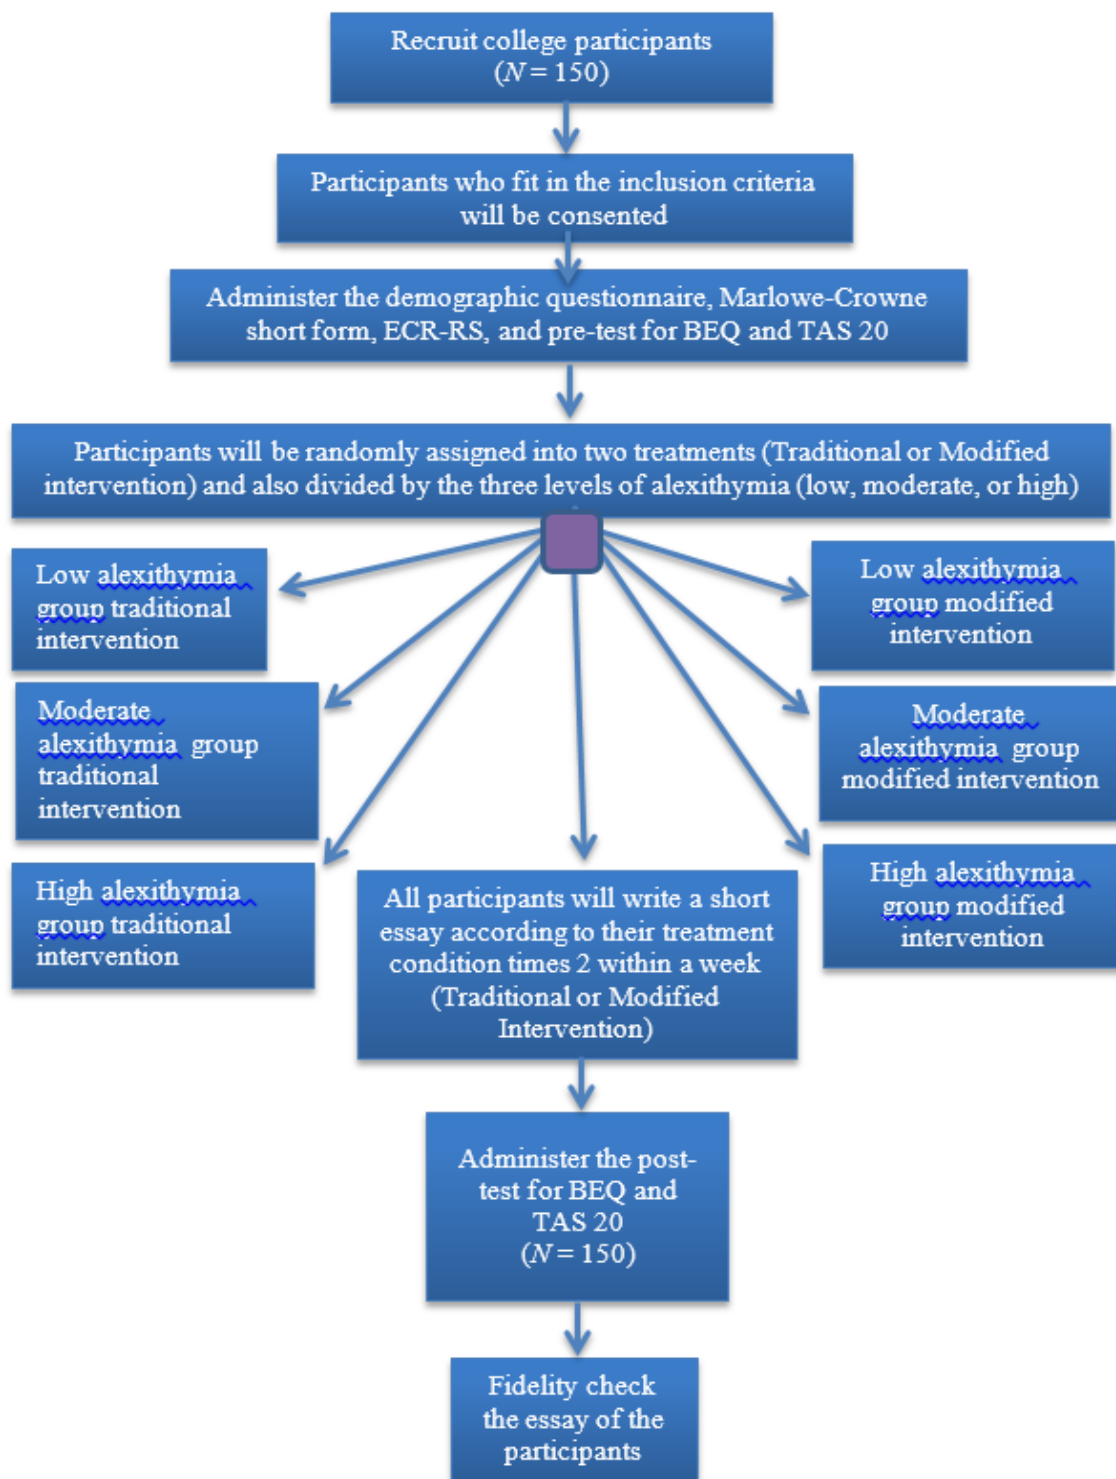 Recruit college participants
(N = 150)
Participants who fit in the inclusion criteria
will be consented
Administer the demographic questionnaire, Marlowe-Crowne
short form, ECR-RS, and pre-test for BEQ and TAS 20
Participants will be randomly assigned into two treatments (Traditional or Modified
intervention) and also divided by the three levels of alexithymia (low, moderate, or high)
Low alexithymia
group traditional
intervention
Low alexithymia
group modified
intervention
Moderate
alexithymia group
traditional
intervention
Moderate
alexithymia group
modified intervention
High alexithymia
group traditional
intervention
All participants will write a short
essay according to their treatment
condition times 2 within a week
(Traditional or Modified
Intervention)
High alexithymia
group modified
intervention
Administer the post-
test for BEQ and
TAS 20
(N = 150)
Fidelity check
the essay of the
participants